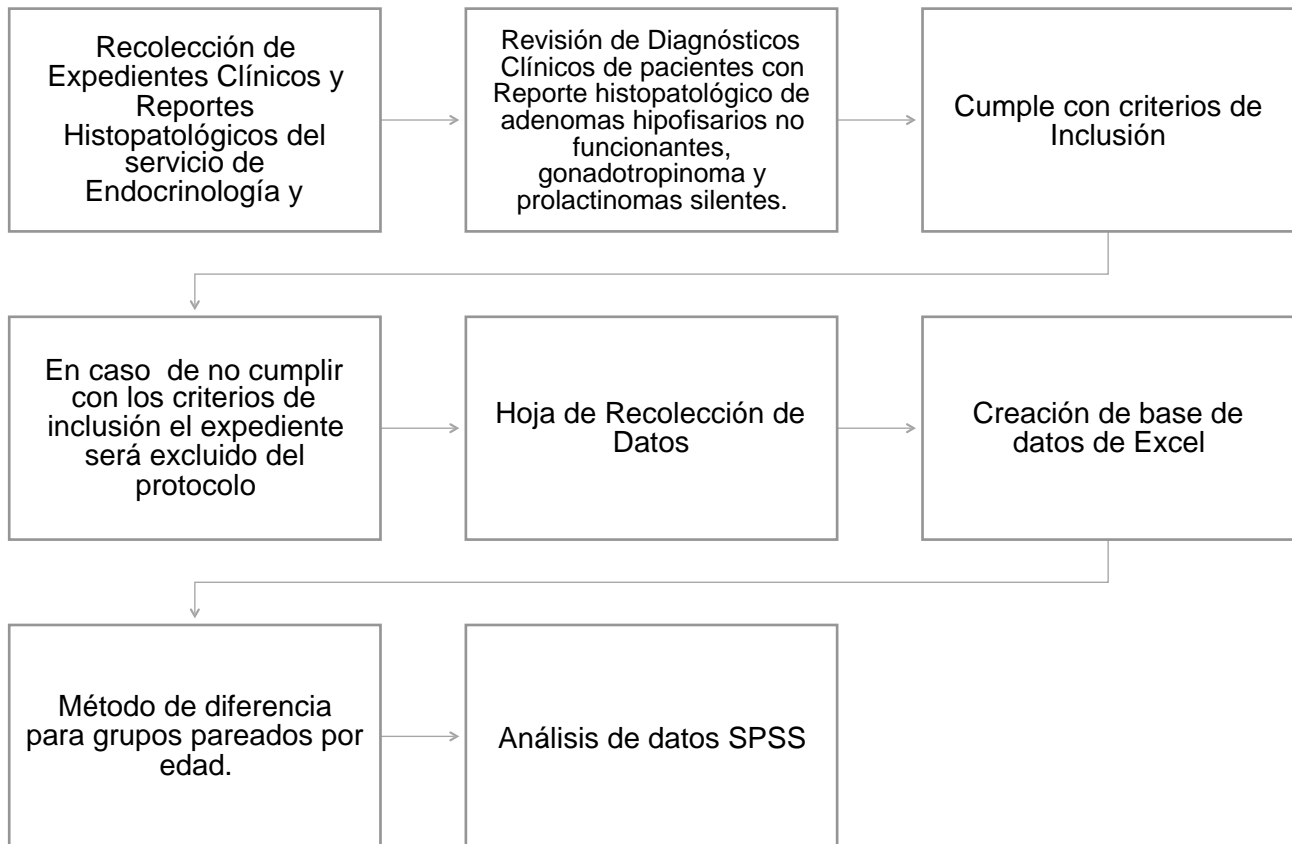 Recolección de
Expedientes Clínicos y
Reportes
Histopatológicos del
servicio de
Endocrinología y
Revisión de Diagnósticos
Clínicos de pacientes con
Reporte histopatológico de
adenomas hipofisarios no
funcionantes,
gonadotropinoma y
prolactinomas silentes.
Cumple con criterios de
Inclusión
En caso  de no cumplir
con los criterios de
inclusión el expediente
será excluido del
protocolo
Hoja de Recolección de
Datos
Creación de base de
datos de Excel
Método de diferencia
para grupos pareados por
edad.
Análisis de datos SPSS